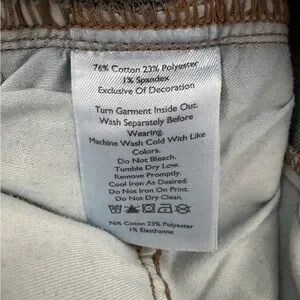 76% Cotton 23% Polyester
1% Spandex
Exclusive Of Decoration
Turn Garment Inside Out.
Wash Separately Before
Wearing.
Machine Wash Cold With Like
Colors.
Do Not Bleach.
Tumble Dry Low.
Remove Promptly.
Cool Iron As Desired.
Do Not Iron On Print.
Do Not Dry Clean.
76% Cotton 23% Polyester
1% Elasthanne